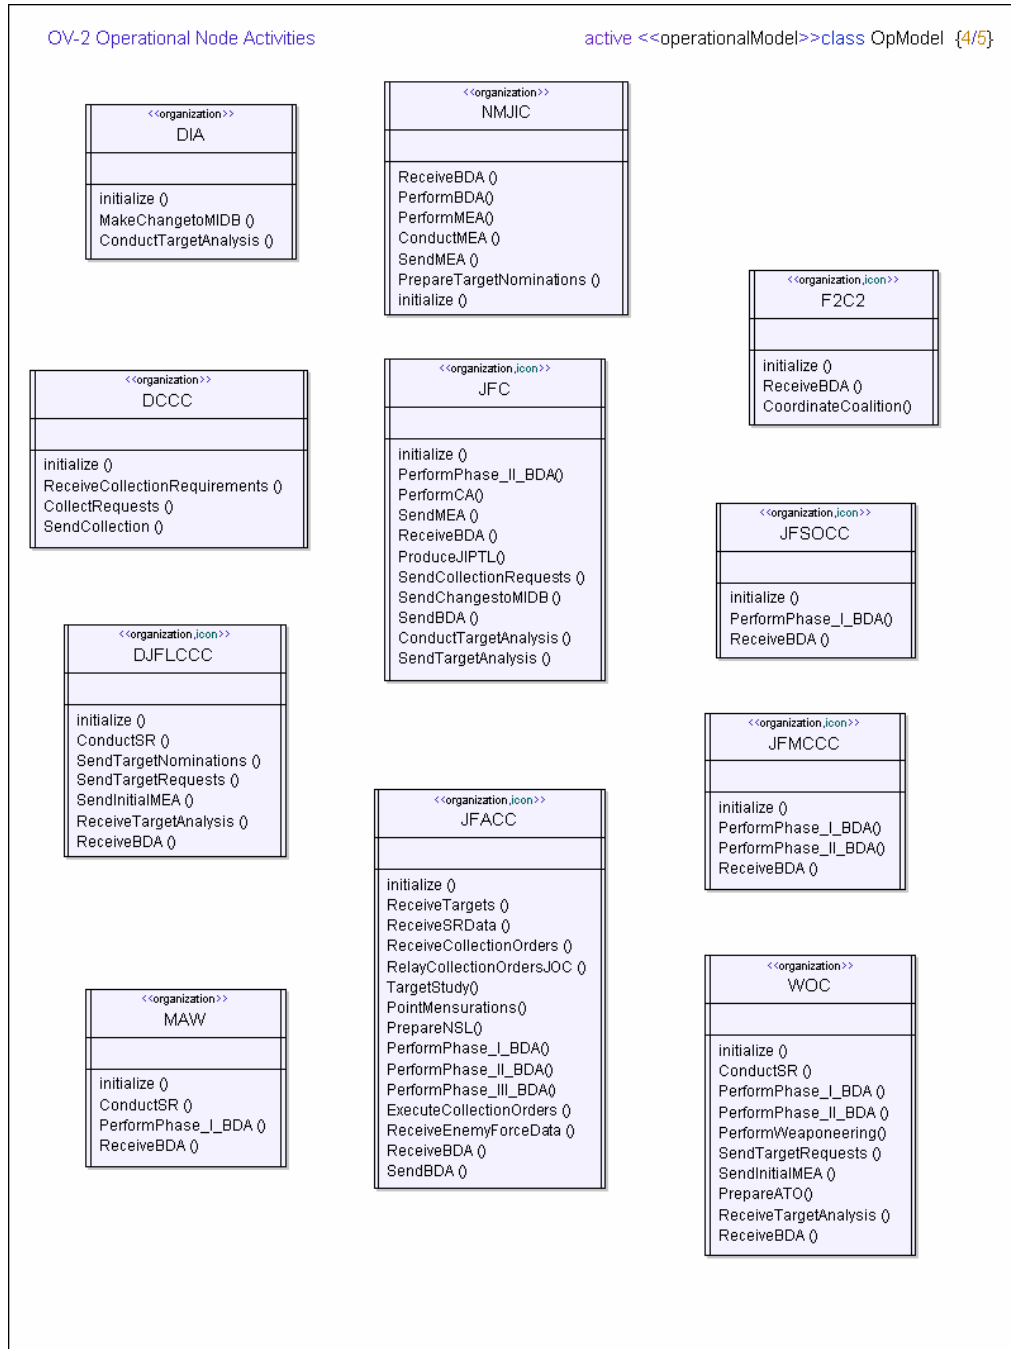 OV-2 Operational Node Activities
active <<operationalModel>>class OpModel {4/5}
<<organization>>
DIA
initialize ()
MakeChangetoMIDB ()
ConductTargetAnalysis ()
<<organization>>
NMJIC
ReceiveBDA ()
PerformBDA()
PerformMEA()
ConductMEA ()
SendMEA ()
PrepareTargetNominations ()
initialize ()
<<organization,icon>>
F2C2
initialize ()
ReceiveBDA ()
CoordinateCoalition()
<<organization>>
DCCC
initialize ()
ReceiveCollectionRequirements ()
CollectRequests ()
SendCollection ()
<<organization,icon>>
JFC
initialize ()
PerformPhase_II_BDA()
PerformCA()
SendMEA ()
ReceiveBDA ()
ProduceJIPTL()
SendCollectionRequests ()
SendChangestoMIDB ()
SendBDA ()
ConductTargetAnalysis ()
SendTargetAnalysis ()
<<organization,icon>>
JFSOCC
initialize ()
PerformPhase_I_BDA()
ReceiveBDA ()
<<organization,icon>>
DJFLCCC
initialize ()
ConductSR ()
SendTargetNominations ()
SendTargetRequests ()
SendInitialMEA ()
ReceiveTargetAnalysis ()
ReceiveBDA ()
<<organization,icon>>
JFMCCC
initialize ()
PerformPhase_I_BDA()
PerformPhase_II_BDA()
ReceiveBDA ()
<<organization,icon>>
JFACC
initialize ()
ReceiveTargets ()
ReceiveSRData ()
ReceiveCollectionOrders ()
RelayCollectionOrdersJOC ()
TargetStudy()
PointMensurations()
PrepareNSL()
PerformPhase_I_BDA()
PerformPhase_II_BDA()
PerformPhase_III_BDA()
ExecuteCollectionOrders ()
ReceiveEnemyForceData ()
ReceiveBDA ()
SendBDA ()
<<organization>>
MAW
initialize ()
ConductSR ()
PerformPhase_I_BDA ()
ReceiveBDA ()
<<organization>>
WOC
initialize ()
ConductSR ()
PerformPhase_I_BDA ()
PerformPhase_II_BDA ()
PerformWeaponeering()
SendTargetRequests ()
SendInitialMEA ()
PrepareATO()
ReceiveTargetAnalysis ()
ReceiveBDA ()